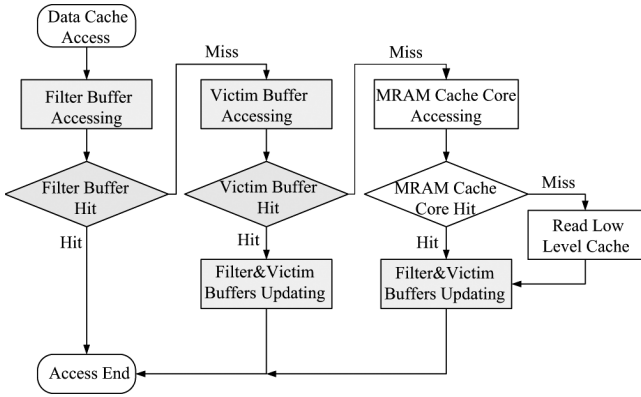 Data Cache
Access
Miss
Miss
Filter Buffer
Accessing
Victim Buffer
Accessing
MRAM Cache Core
Accessing
Filter Buffer
Hit
Victim Buffer
Hit
MRAM Cache
Core Hit
Miss
Read Low
Level Cache
Hit
Hit
Hit
Filter&Victim
Buffers Updating
Filter&Victim
Buffers Updating
Access End